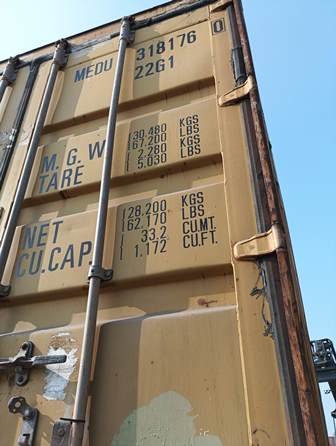 MEDU 318176 0
22G1
M.G.W 30.480 KGS
67.200 LBS
TARE 2.280 KGS
5.030 LBS
NET 28.200 KGS
62.170 LBS
CU.CAP. 33.2 CU.MT.
1.172 CU.FT.